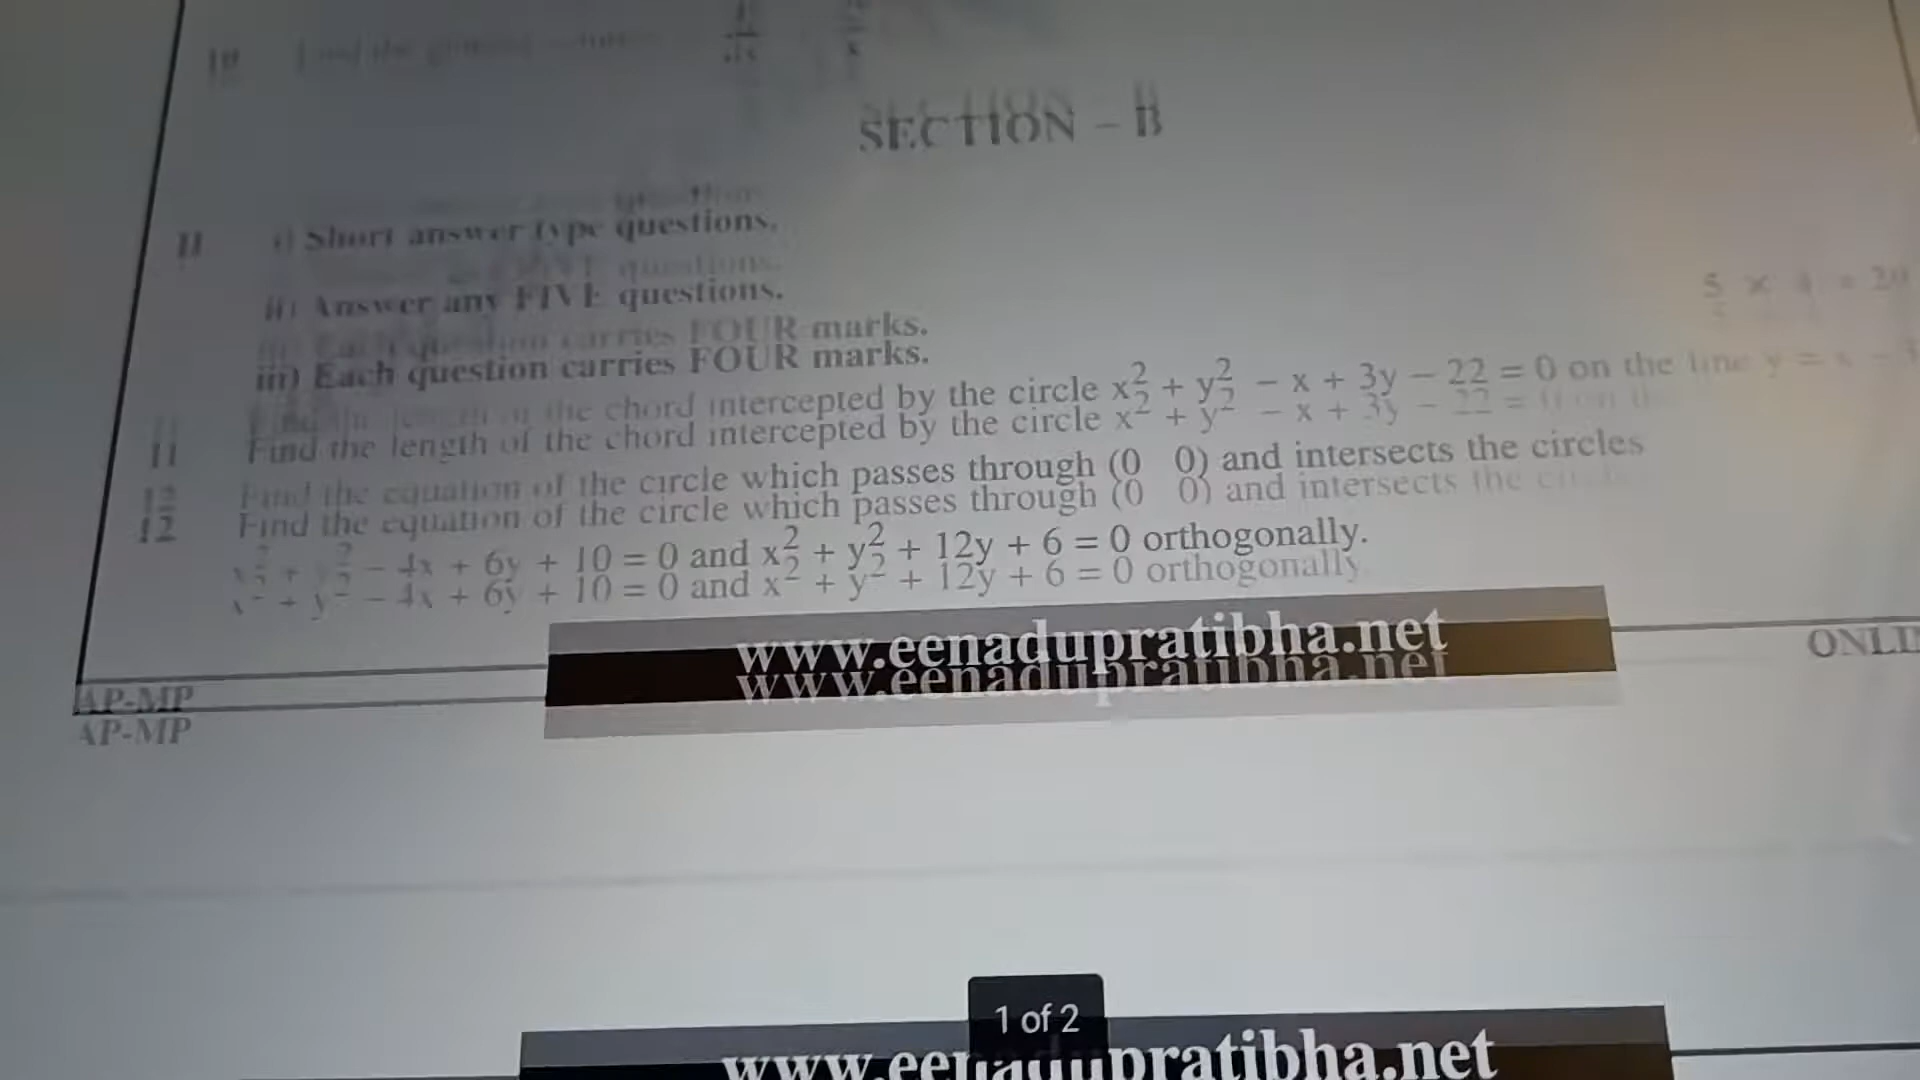 10
SECTION – B
II i) Short answer type questions.
ii) Answer any FIVE questions.
iii) Each question carries FOUR marks.
5 × 4 = 20
11 Find the length of the chord intercepted by the circle x² + y² – x + 3y – 22 = 0 on the line y = x – 3
12 Find the equation of the circle which passes through (0 0) and intersects the circles
x² + y² – 4x + 6y + 10 = 0 and x² + y² + 12y + 6 = 0 orthogonally.
www.eenadupratibha.net
AP-MP
ONLI
1 of 2
www.eenadupratibha.net